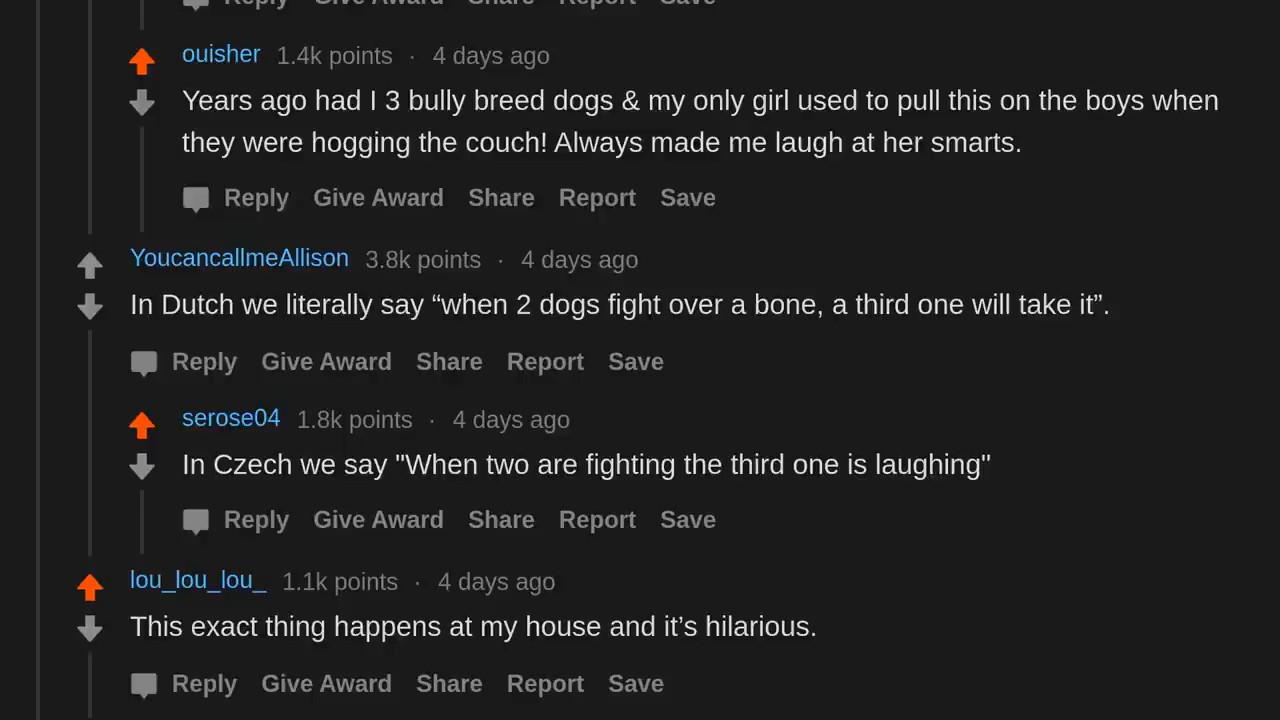 Reply Give Award Share Report Save
ouisher 1.4k points · 4 days ago
Years ago had I 3 bully breed dogs & my only girl used to pull this on the boys when
they were hogging the couch! Always made me laugh at her smarts.
Reply Give Award Share Report Save
YoucancallmeAllison 3.8k points · 4 days ago
In Dutch we literally say “when 2 dogs fight over a bone, a third one will take it”.
Reply Give Award Share Report Save
serose04 1.8k points · 4 days ago
In Czech we say "When two are fighting the third one is laughing"
Reply Give Award Share Report Save
lou_lou_lou_ 1.1k points · 4 days ago
This exact thing happens at my house and it’s hilarious.
Reply Give Award Share Report Save